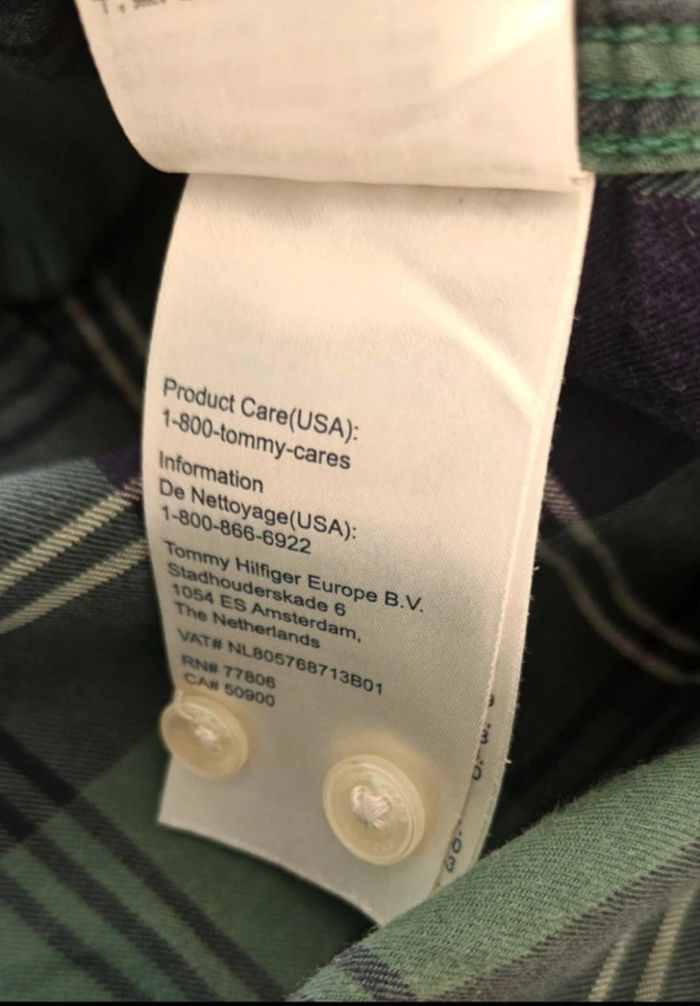 Product Care(USA):
1-800-tommy-cares
Information
De Nettoyage(USA):
1-800-866-6922
Tommy Hilfiger Europe B.V.
Stadhouderskade 6
1054 ES Amsterdam,
The Netherlands
VAT# NL805768713B01
RN# 77806
CA# 50900